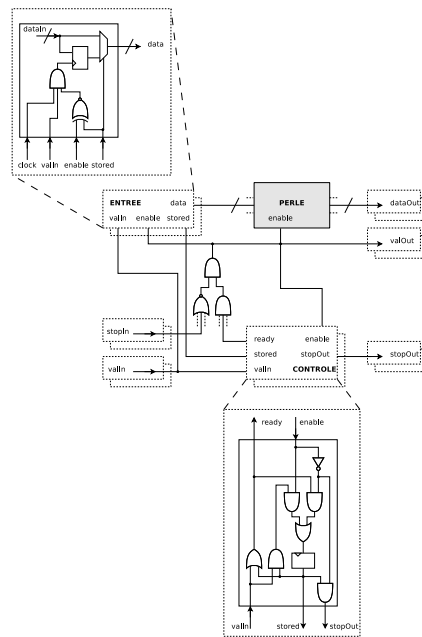 dataIn
data
clock valIn enable stored
ENTREE data
valIn enable stored
PERLE
enable
dataOut
valOut
stopIn
valIn
ready enable
stored stopOut
valIn CONTROLE
stopOut
ready enable
valIn stored stopOut